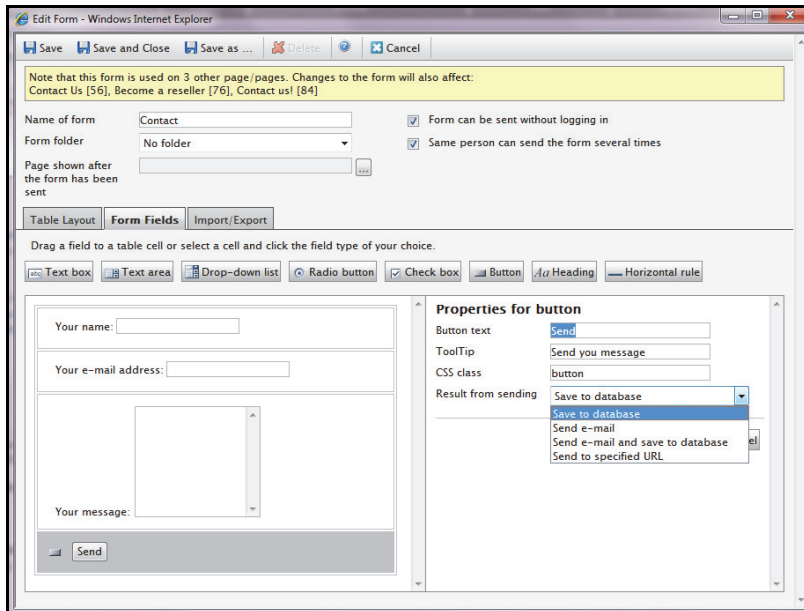 Edit Form - Windows Internet Explorer
Save Save and Close Save as ... Delete Cancel
Note that this form is used on 3 other page/pages. Changes to the form will also affect:
Contact Us [56], Become a reseller [76], Contact us! [84]
Name of form Contact Form can be sent without logging in
Form folder No folder Same person can send the form several times
Page shown after
the form has been
sent
...
Table Layout Form Fields Import/Export
Drag a field to a table cell or select a cell and click the field type of your choice.
abc Text box Text area Drop-down list Radio button Check box Button Aa Heading Horizontal rule
Properties for button
Your name: Button text Send
ToolTip Send you message
Your e-mail address: CSS class button
Result from sending Save to database
Save to database
Send e-mail
Send e-mail and save to database el
Send to specified URL
Your message:
Send